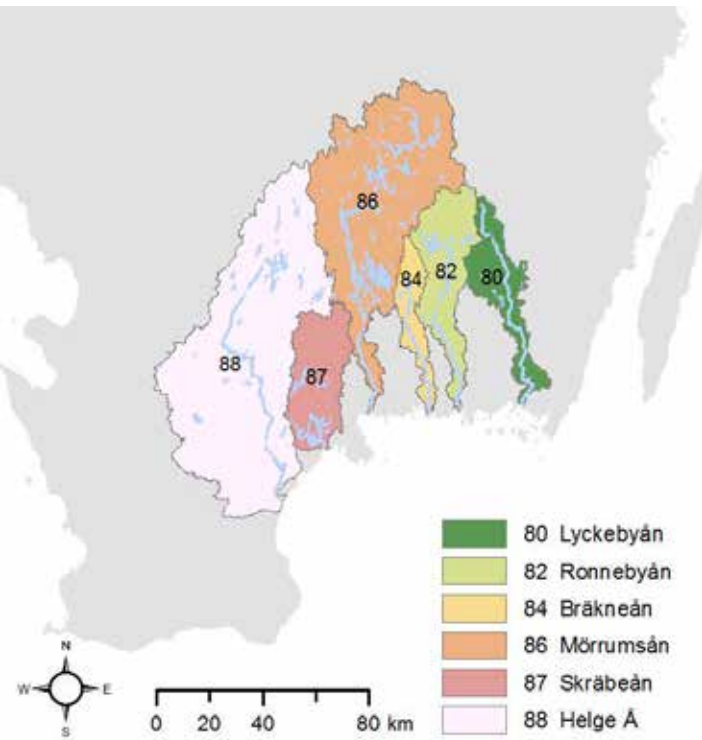 86
84
82
80
88
87
80 Lyckebyån
82 Ronnebyån
84 Bräkneån
86 Mörrumsån
87 Skräbeån
88 Helge Å
N
W E
S
0 20 40 80 km